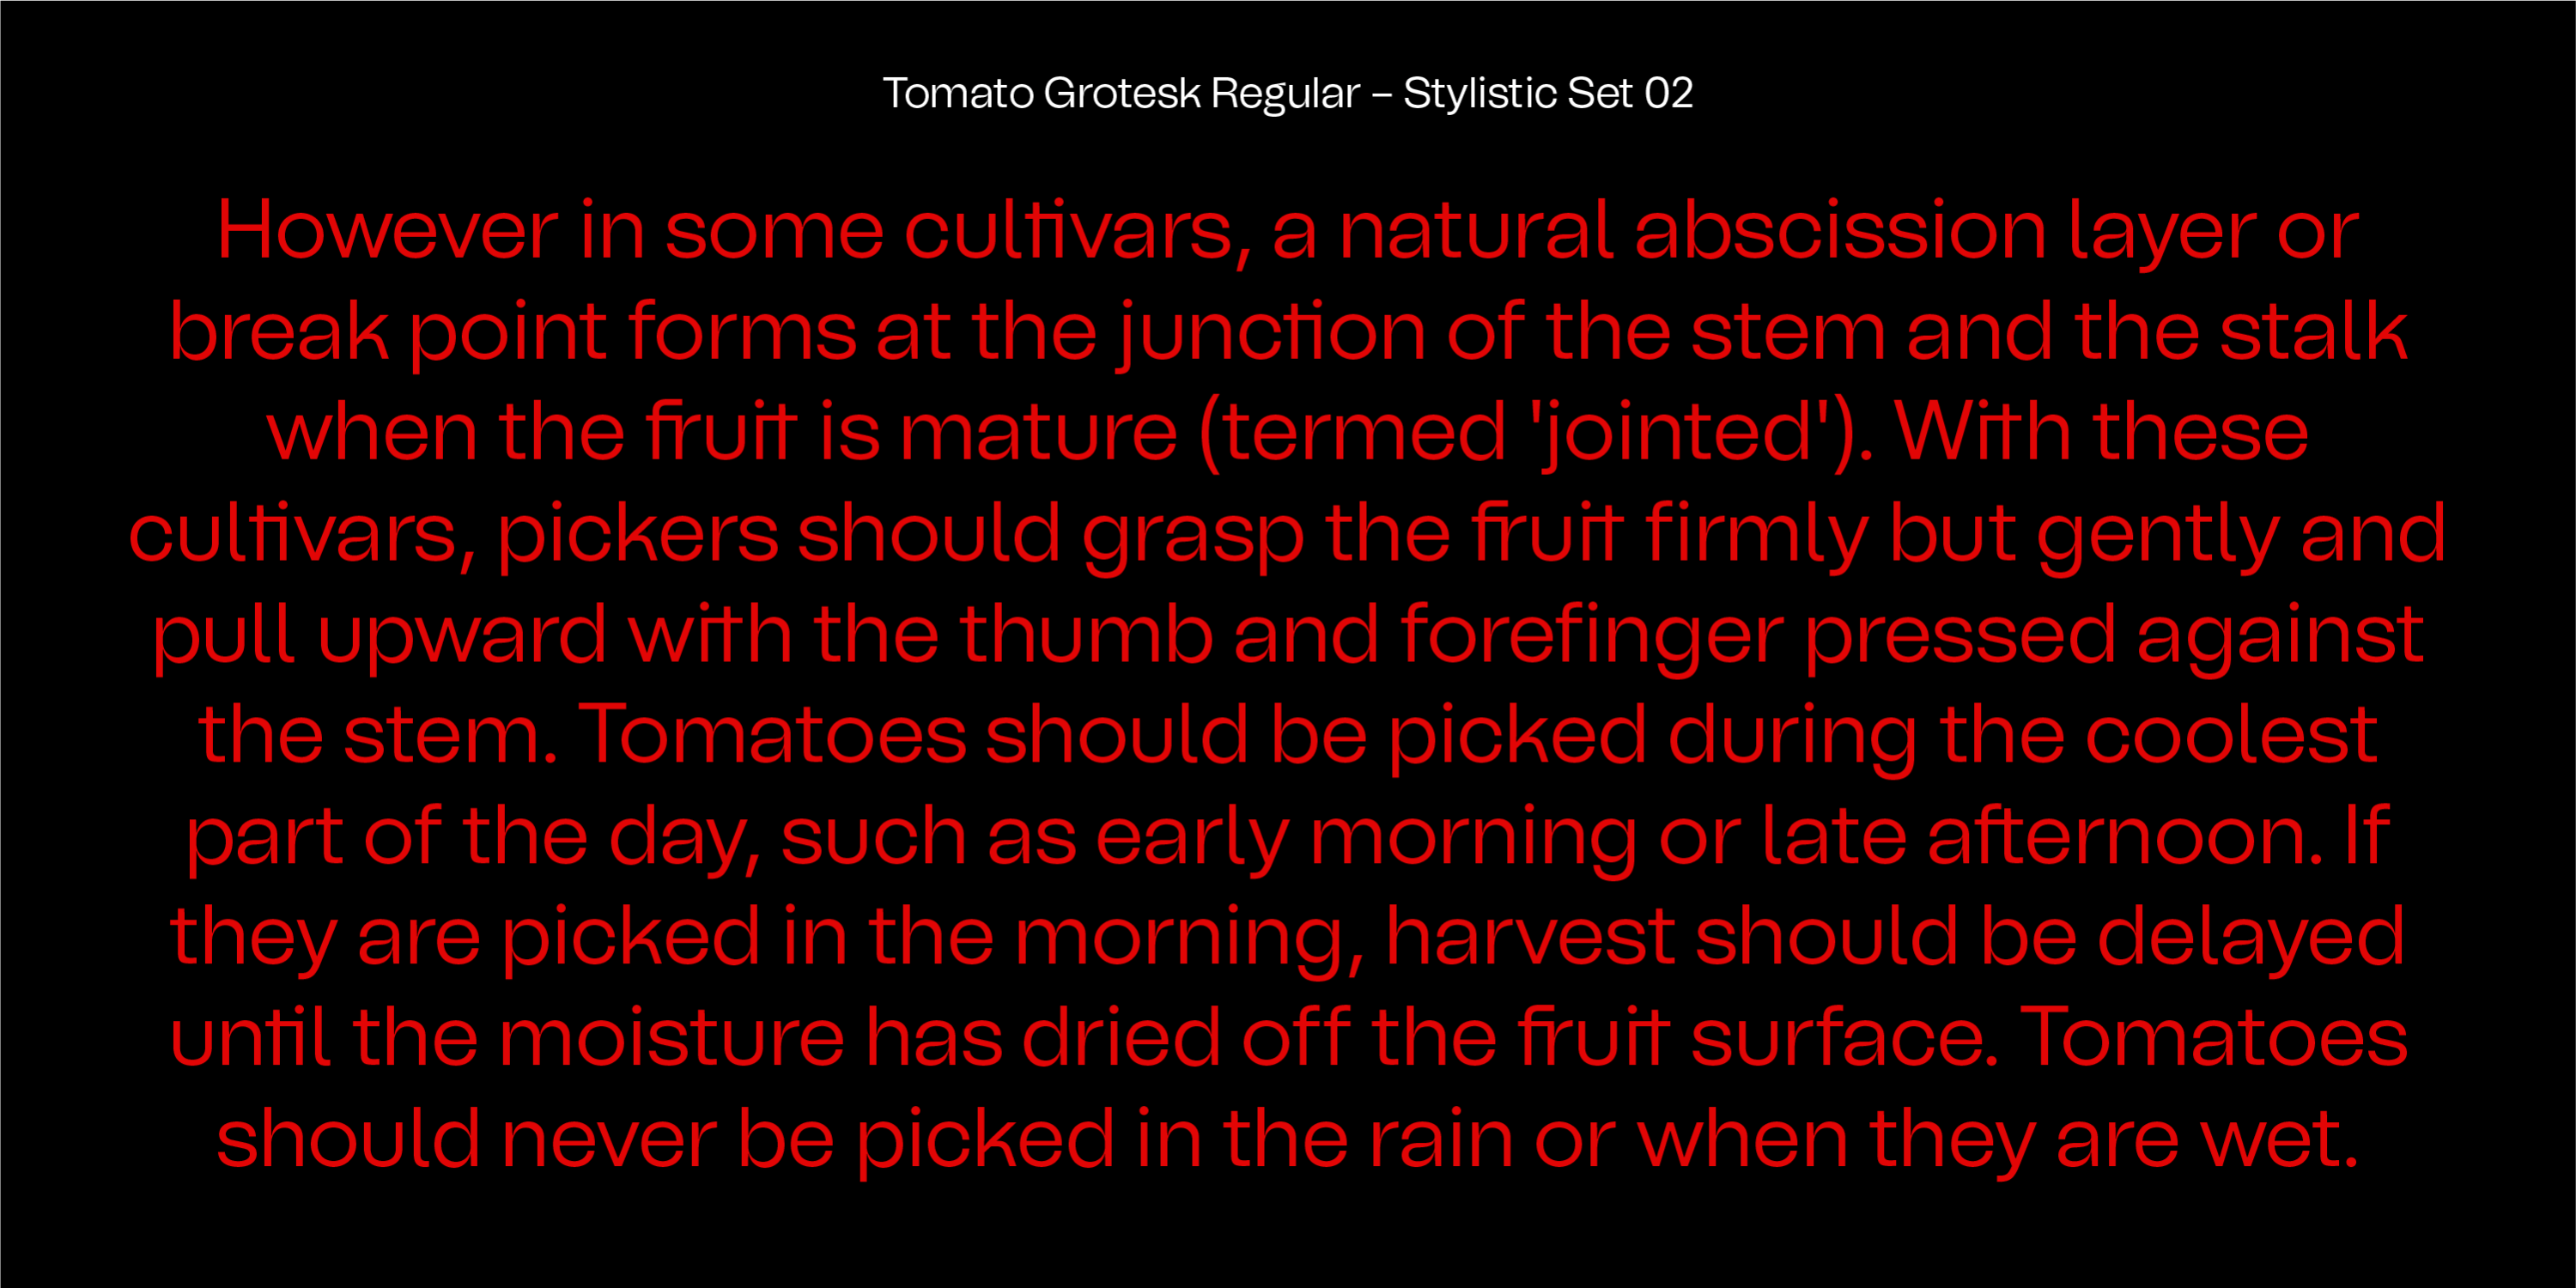 Tomato Grotesk Regular – Stylistic Set 02
However in some cultivars, a natural abscission layer or
break point forms at the junction of the stem and the stalk
when the fruit is mature (termed 'jointed'). With these
cultivars, pickers should grasp the fruit firmly but gently and
pull upward with the thumb and forefinger pressed against
the stem. Tomatoes should be picked during the coolest
part of the day, such as early morning or late afternoon. If
they are picked in the morning, harvest should be delayed
until the moisture has dried off the fruit surface. Tomatoes
should never be picked in the rain or when they are wet.